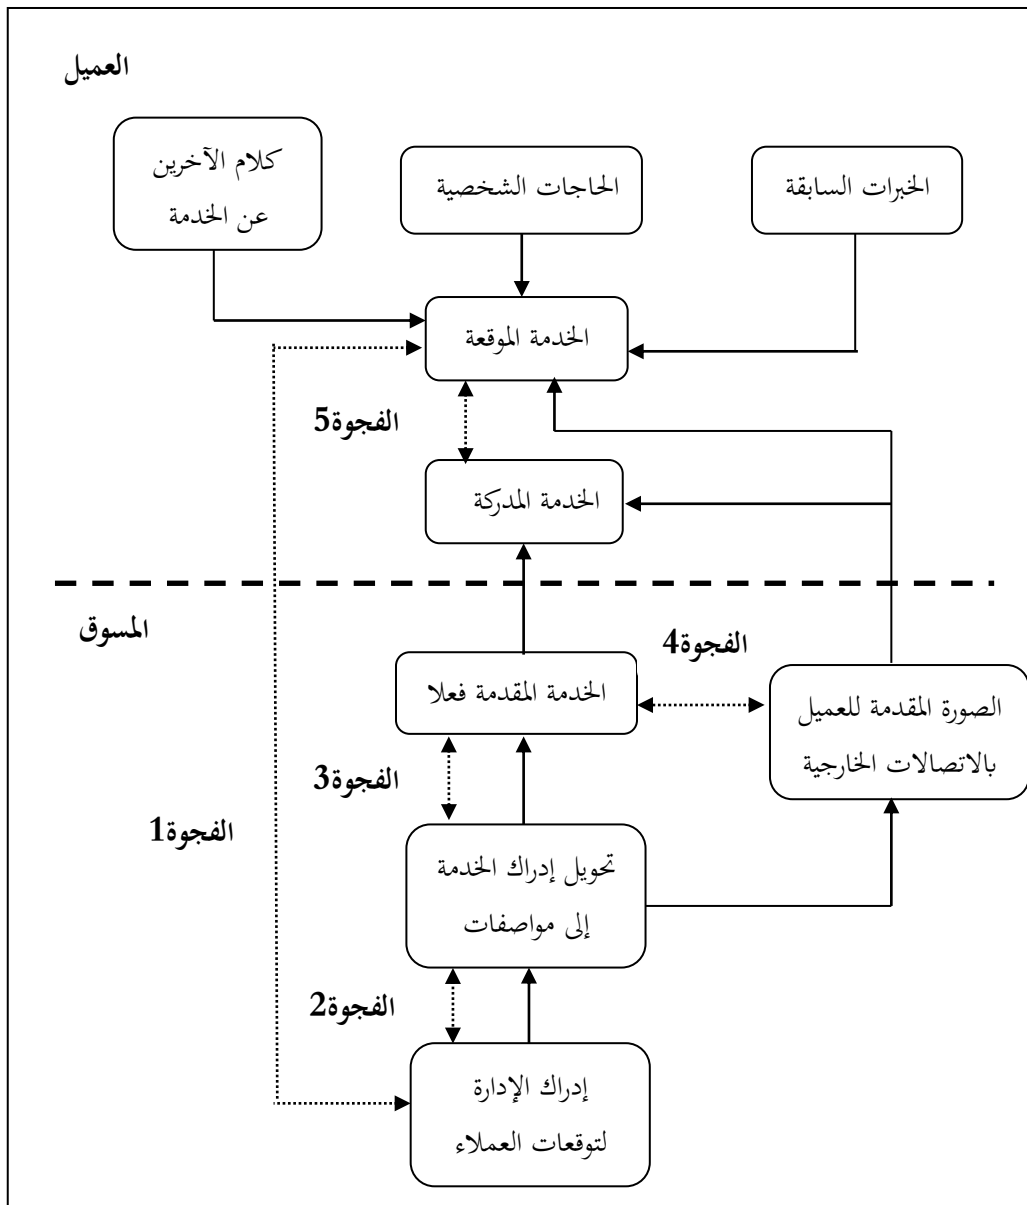 العميل
كلام الآخرين
عن الخدمة
الحاجات الشخصية
الخبرات السابقة
الخدمة الموقعة
الفجوة5
الخدمة المدركة
المسوق
الفجوة4
الخدمة المقدمة فعلا
الصورة المقدمة للعميل
بالاتصالات الخارجية
الفجوة3
الفجوة1
تحويل إدراك الخدمة
إلى مواصفات
الفجوة2
إدراك الإدارة
لتوقعات العملاء